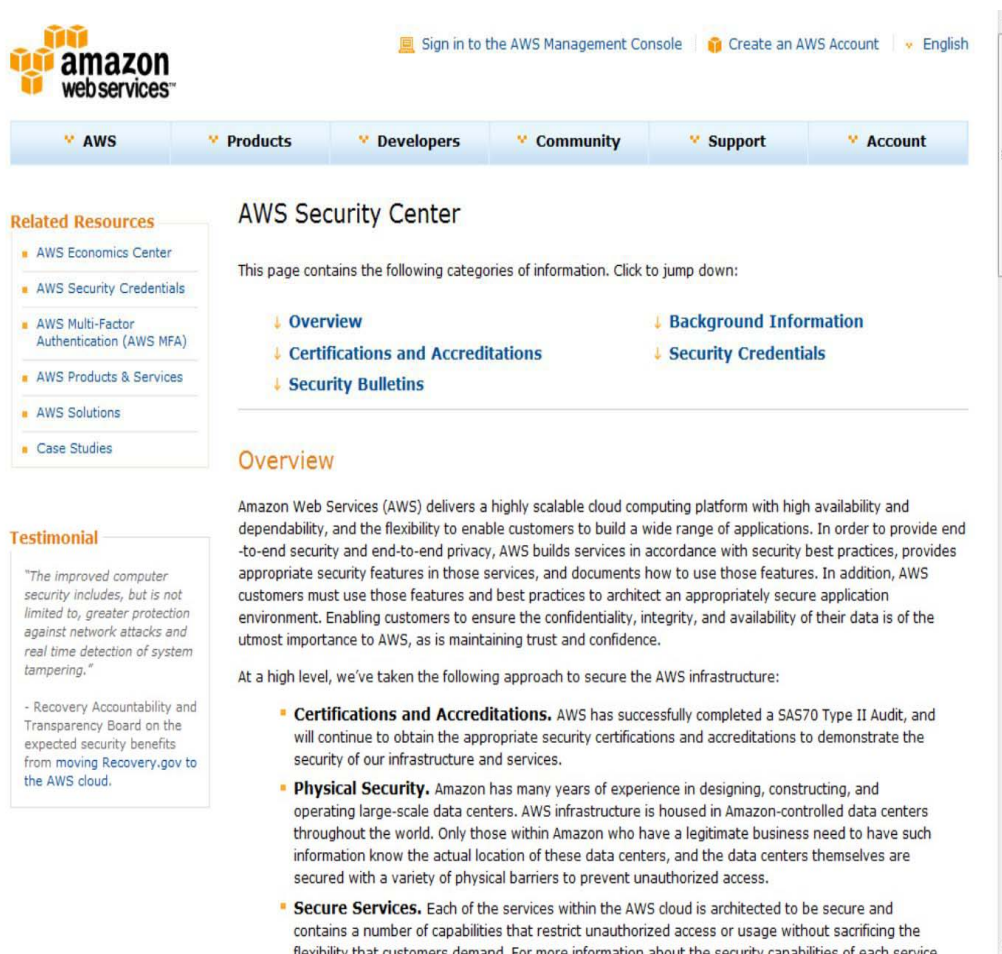 amazon
webservices™
Sign in to the AWS Management Console
Create an AWS Account
English
AWS
Products
Developers
Community
Support
Account
Related Resources
AWS Economics Center
AWS Security Credentials
AWS Multi-Factor
Authentication (AWS MFA)
AWS Products & Services
AWS Solutions
Case Studies
Testimonial
"The improved computer
security includes, but is not
limited to, greater protection
against network attacks and
real time detection of system
tampering."
- Recovery Accountability and
Transparency Board on the
expected security benefits
from moving Recovery.gov to
the AWS cloud.
AWS Security Center
This page contains the following categories of information. Click to jump down:
↓ Overview
↓ Certifications and Accreditations
↓ Security Bulletins
↓ Background Information
↓ Security Credentials
Overview
Amazon Web Services (AWS) delivers a highly scalable cloud computing platform with high availability and
dependability, and the flexibility to enable customers to build a wide range of applications. In order to provide end
-to-end security and end-to-end privacy, AWS builds services in accordance with security best practices, provides
appropriate security features in those services, and documents how to use those features. In addition, AWS
customers must use those features and best practices to architect an appropriately secure application
environment. Enabling customers to ensure the confidentiality, integrity, and availability of their data is of the
utmost importance to AWS, as is maintaining trust and confidence.
At a high level, we've taken the following approach to secure the AWS infrastructure:
Certifications and Accreditations. AWS has successfully completed a SAS70 Type II Audit, and
will continue to obtain the appropriate security certifications and accreditations to demonstrate the
security of our infrastructure and services.
Physical Security. Amazon has many years of experience in designing, constructing, and
operating large-scale data centers. AWS infrastructure is housed in Amazon-controlled data centers
throughout the world. Only those within Amazon who have a legitimate business need to have such
information know the actual location of these data centers, and the data centers themselves are
secured with a variety of physical barriers to prevent unauthorized access.
Secure Services. Each of the services within the AWS cloud is architected to be secure and
contains a number of capabilities that restrict unauthorized access or usage without sacrificing the
flexibility that customers demand. For more information about the security capabilities of each service